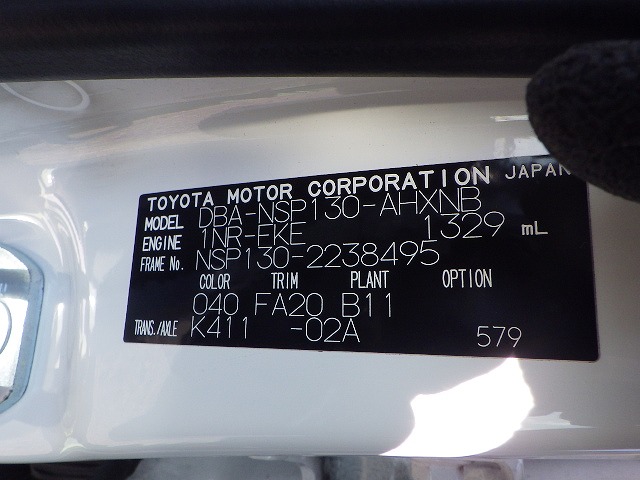 TOYOTA MOTOR CORPORATION JAPAN
MODEL DBA-NSP130-AHXNB
ENGINE 1NR-FKE 1329 mL
FRAME No. NSP130-2238495
COLOR TRIM PLANT OPTION
040 FA20 B11
TRANS./AXLE K411 -02A 579